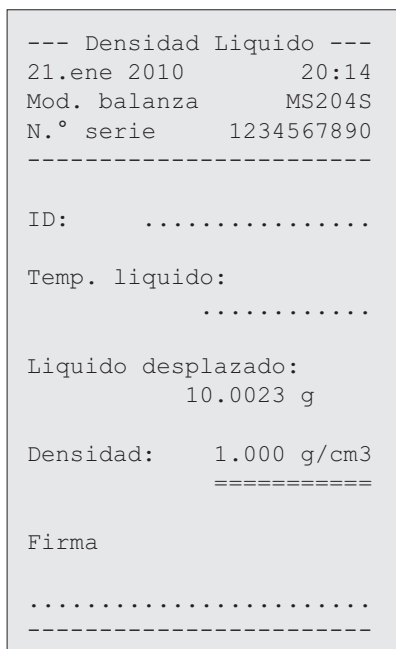 --- Densidad Liquido ---
21.ene 2010 20:14
Mod. balanza MS204S
N.° serie 1234567890
------------------------
ID: ................
Temp. liquido:
............
Liquido desplazado:
10.0023 g
Densidad: 1.000 g/cm3
===========
Firma
........................
------------------------